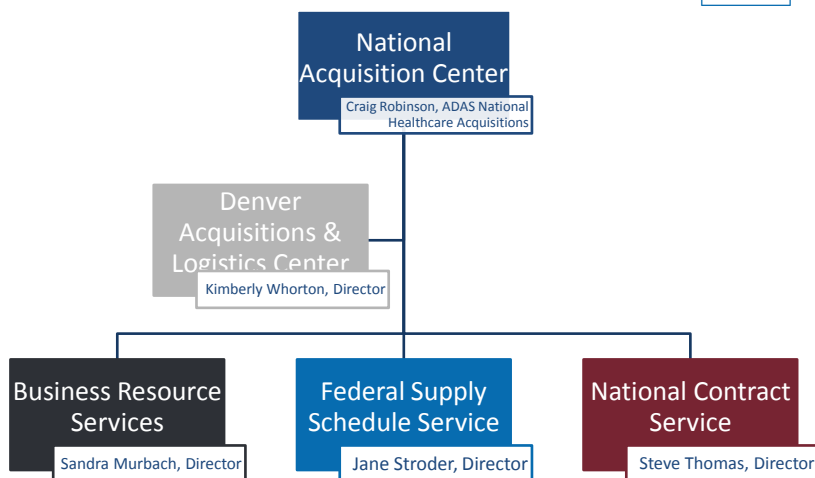 National
Acquisition Center
Craig Robinson, ADAS National
Healthcare Acquisitions
Denver
Acquisitions &
Logistics Center
Kimberly Whorton, Director
Business Resource
Services
Sandra Murbach, Director
Federal Supply
Schedule Service
Jane Stroder, Director
National Contract
Service
Steve Thomas, Director